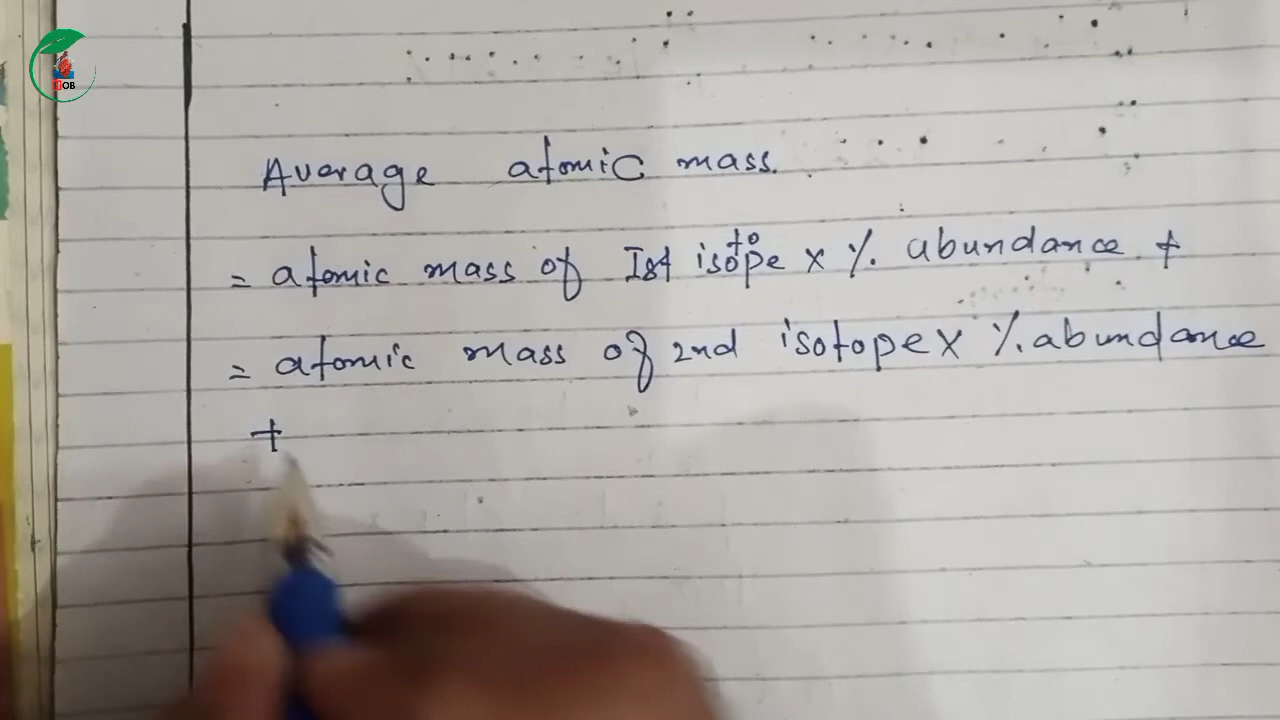 Average atomic mass.
= atomic mass of Ist isotope x %. abundance +
= atomic mass of 2nd isotope x %. abundance
+